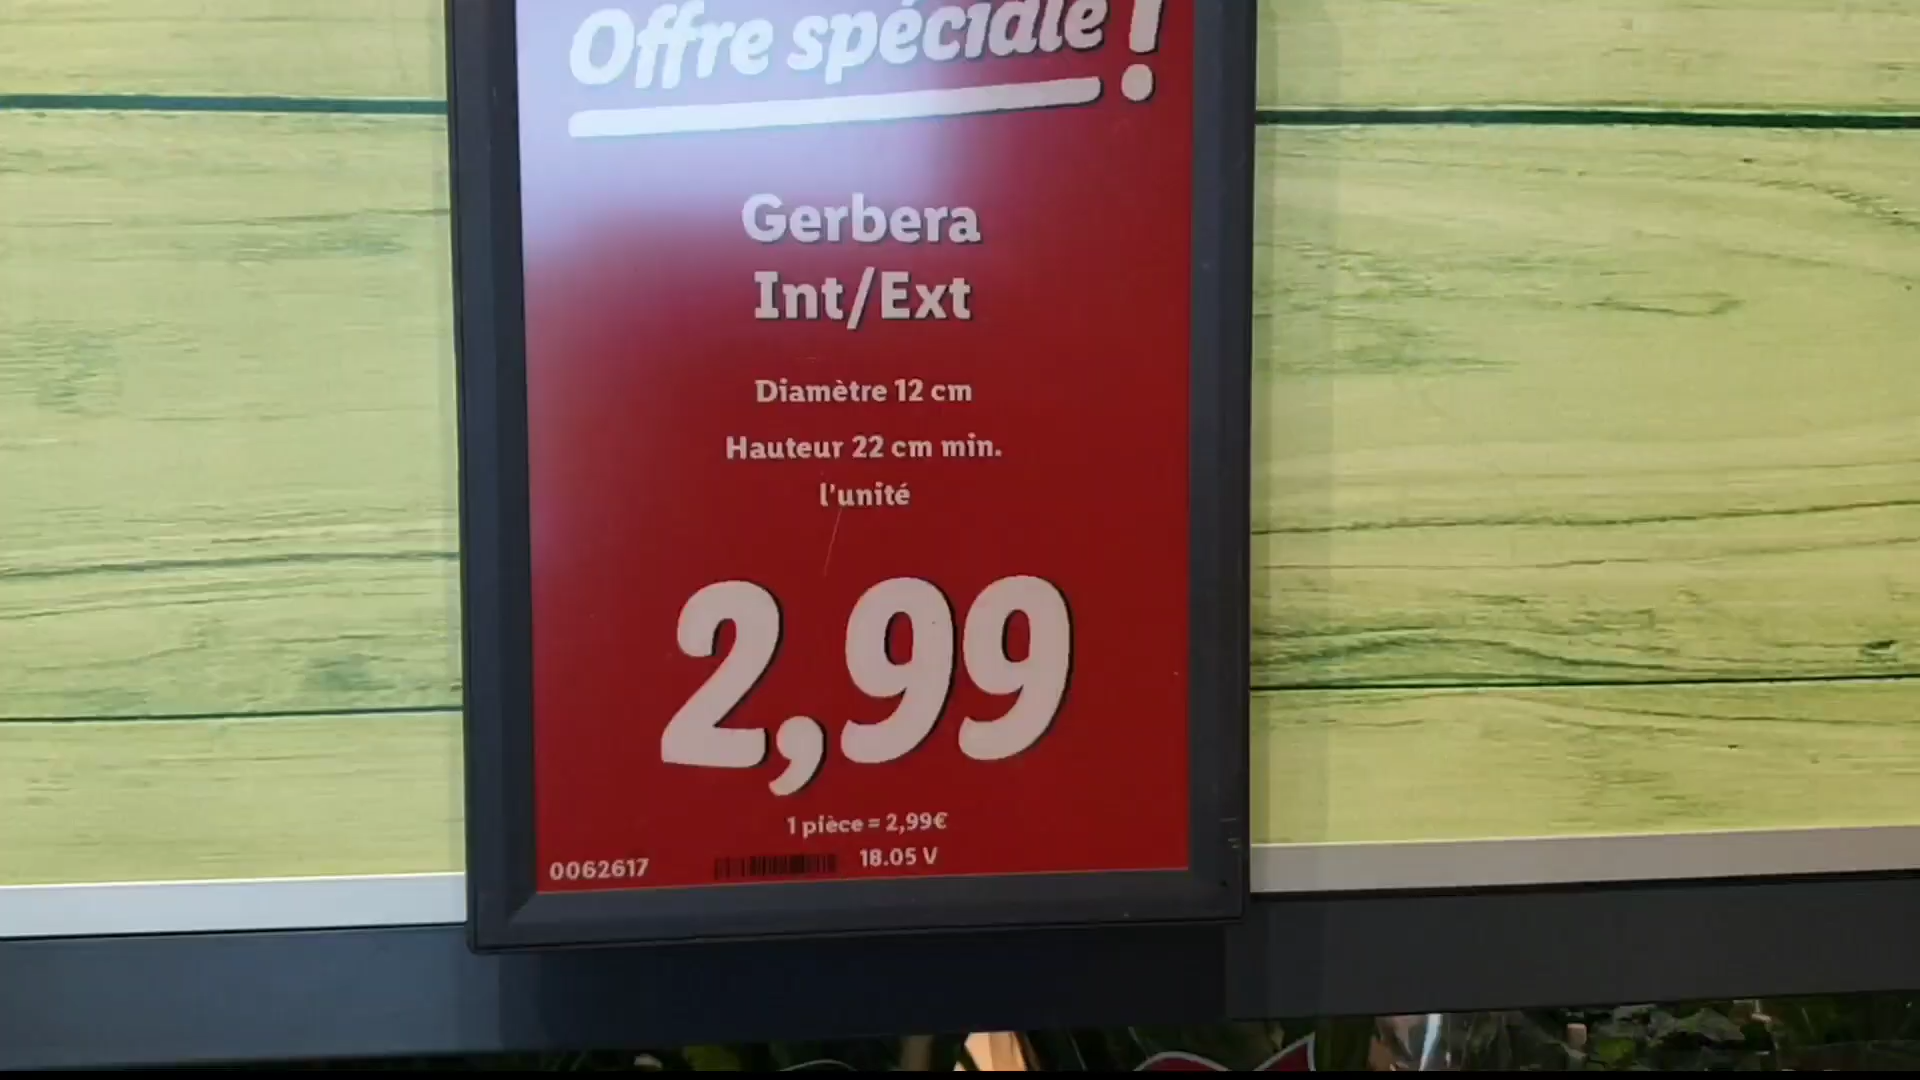 Offre spéciale !
Gerbera
Int/Ext
Diamètre 12 cm
Hauteur 22 cm min.
l'unité
2,99
1 pièce = 2,99€
0062617 18.05 V